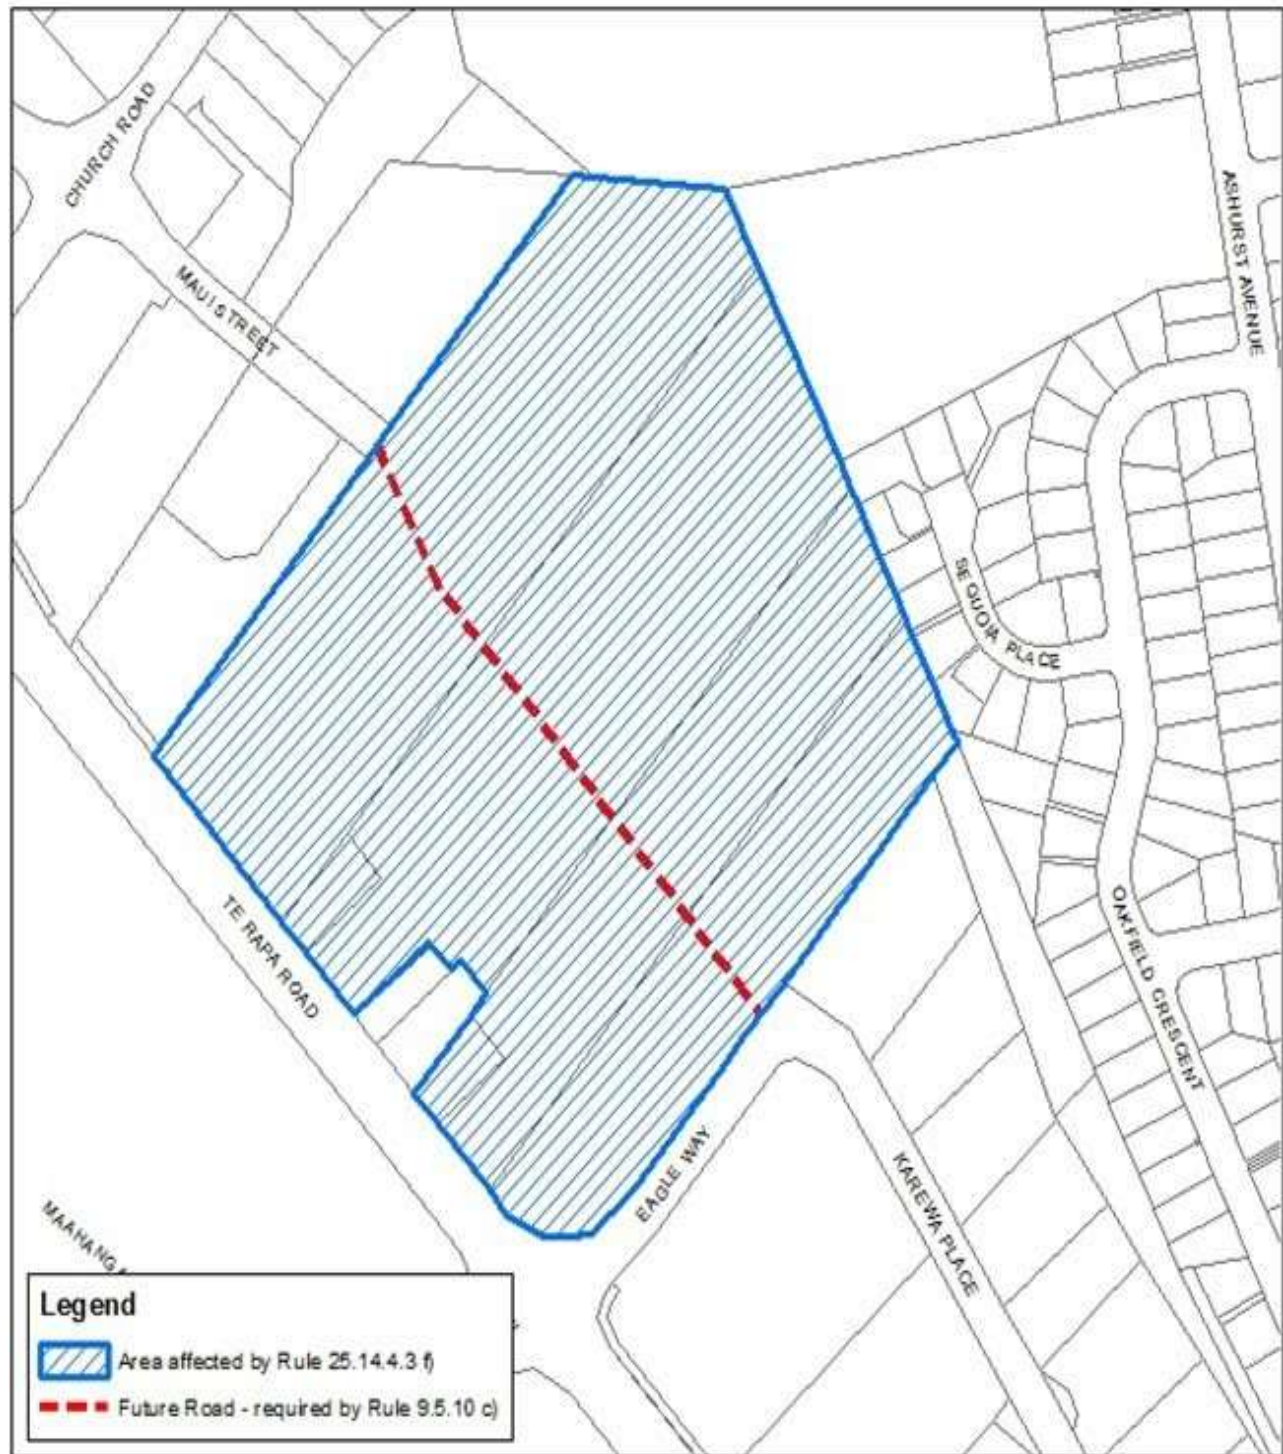 CHURCH ROAD
MAUI STREET
ASHURST AVENUE
SEQUOIA PLACE
TE RAPA ROAD
OAKFIELD CRESCENT
EAGLE WAY
KAREWA PLACE
Legend
Area affected by Rule 25.14.4.3 f)
Future Road - required by Rule 9.5.10 c)